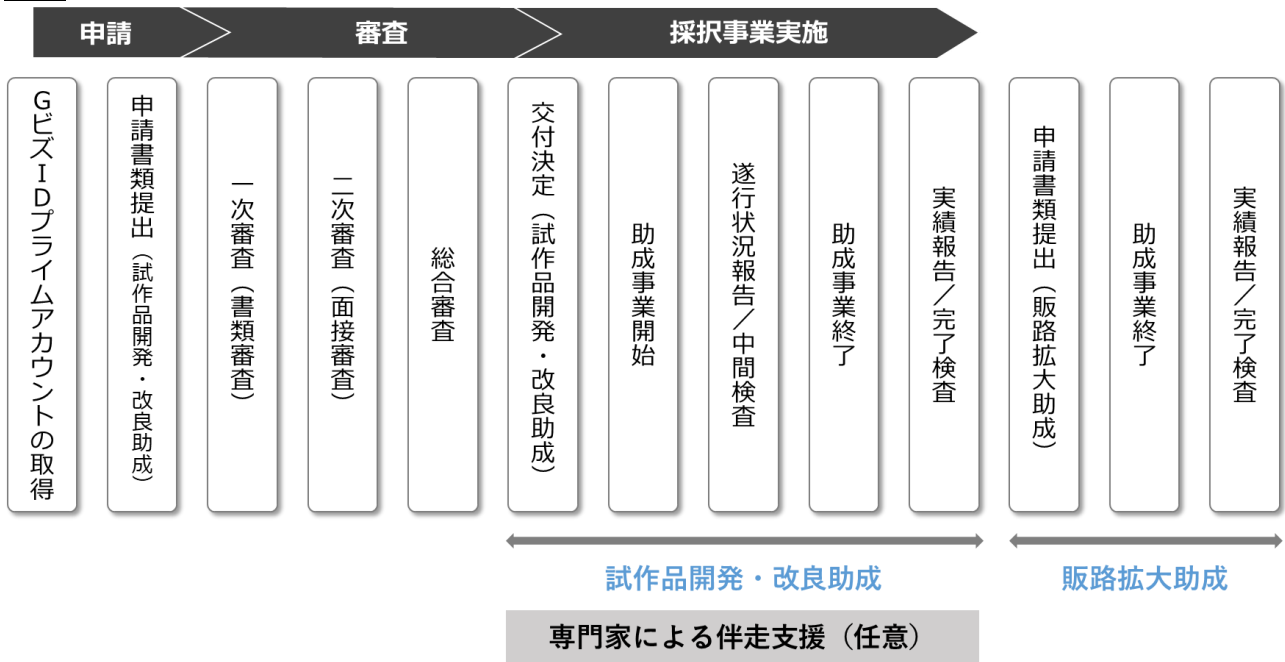 申請
審査
採択事業実施
GビズIDプライムアカウントの取得
申請書類提出（試作品開発・改良助成）
一次審査（書類審査）
二次審査（面接審査）
総合審査
交付決定（試作品開発・改良助成）
助成事業開始
遂行状況報告／中間検査
助成事業終了
実績報告／完了検査
申請書類提出（販路拡大助成）
助成事業終了
実績報告／完了検査
試作品開発・改良助成
販路拡大助成
専門家による伴走支援（任意）